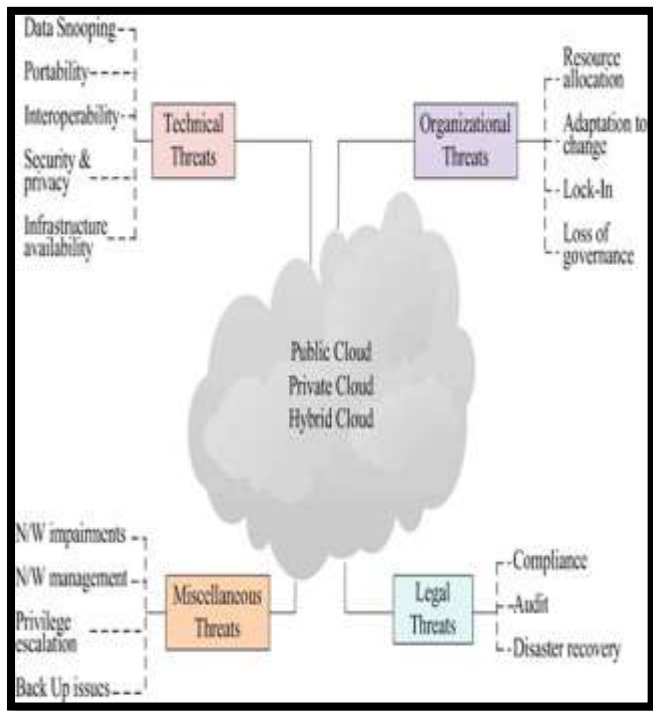 Data Snooping
Portability
Interoperability
Security &
privacy
Infrastructure
availability
Technical
Threats
Organizational
Threats
Resource
allocation
Adaptation to
change
Lock-In
Loss of
governance
Public Cloud
Private Cloud
Hybrid Cloud
N/W impairments
N/W management
Privilege
escalation
Back Up issues
Miscellaneous
Threats
Legal
Threats
Compliance
Audit
Disaster recovery